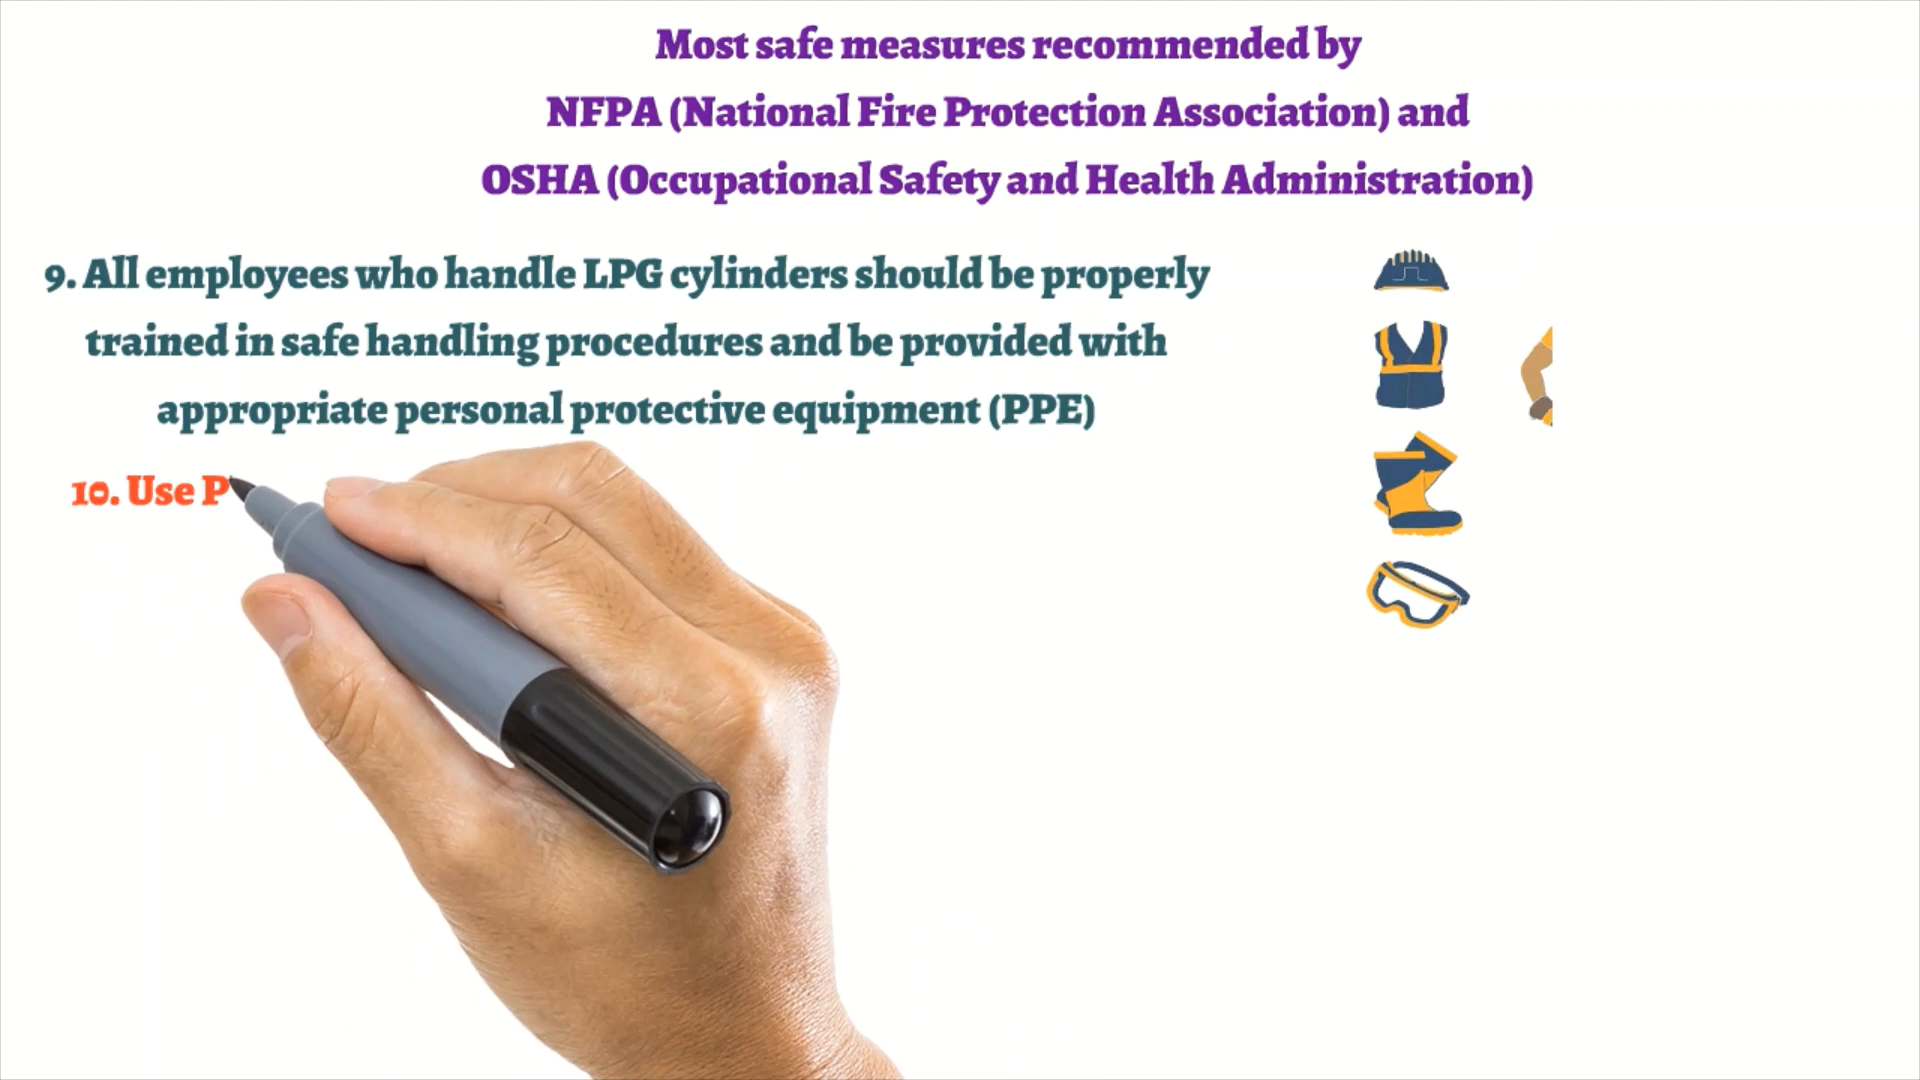 Most safe measures recommended by
NFPA (National Fire Protection Association) and
OSHA (Occupational Safety and Health Administration)
9. All employees who handle LPG cylinders should be properly
trained in safe handling procedures and be provided with
appropriate personal protective equipment (PPE)
10. Use P